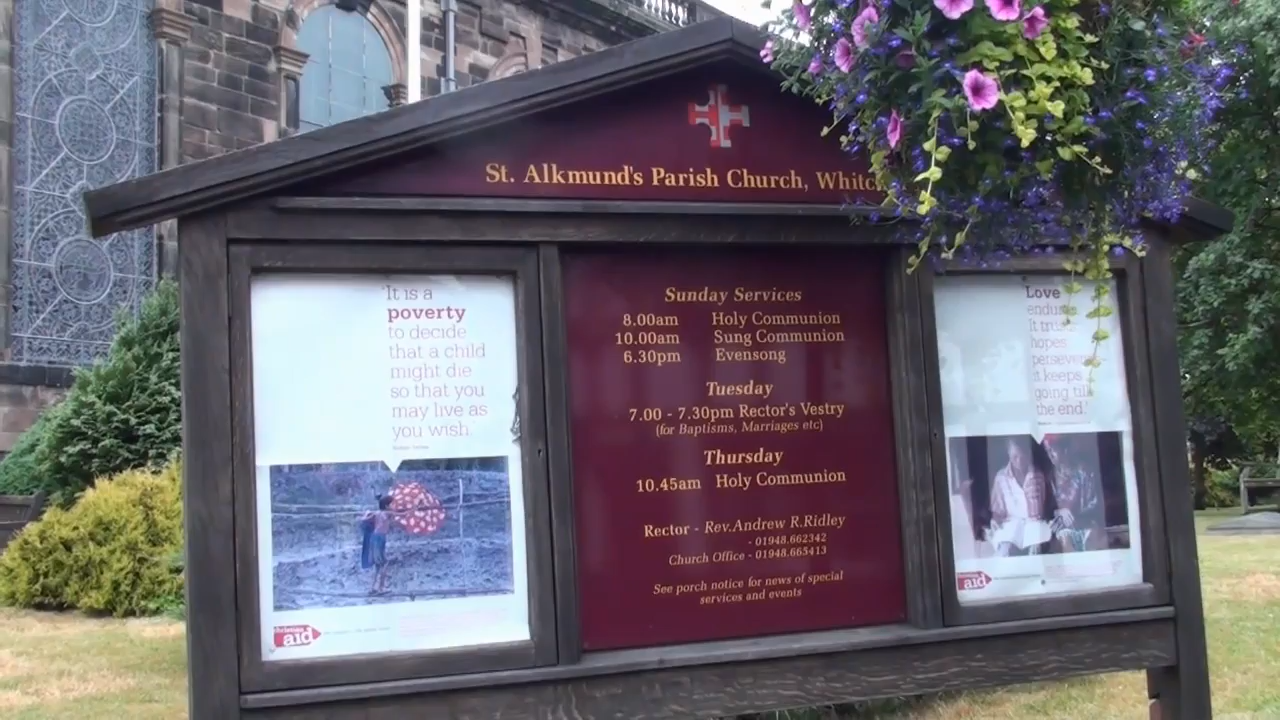 St. Alkmund's Parish Church, Whitc
"It is a
poverty
to decide
that a child
might die
so that you
may live as
you wish.
christian
aid
Sunday Services
8.00am Holy Communion
10.00am Sung Communion
6.30pm Evensong
Tuesday
7.00 - 7.30pm Rector's Vestry
(for Baptisms, Marriages etc)
Thursday
10.45am Holy Communion
Rector - Rev.Andrew R.Ridley
- 01948.662342
Church Office - 01948.665413
See porch notice for news of special
services and events
Love
It
hopes
it keeps
going till
the end."
aid